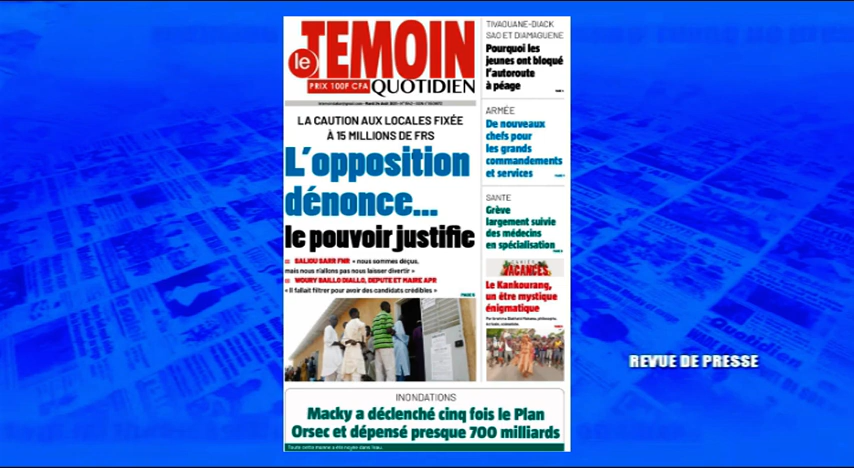 le TEMOIN
PRIX 100F CFA QUOTIDIEN
LA CAUTION AUX LOCALES FIXÉE
À 15 MILLIONS DE FRS
L'opposition
dénonce...
le pouvoir justifie
SALIOU SARR FNR « nous sommes déçus,
mais nous n'allons pas nous laisser divertir »
WOURY BAILLO DIALLO, DEPUTE ET MAIRE APR
« Il fallait filtrer pour avoir des candidats crédibles »
TIVAOUANE-DIACK
SAO ET DIAMAGUENE
Pourquoi les
jeunes ont bloqué
l'autoroute
à péage
ARMÉE
De nouveaux
chefs pour
les grands
commandements
et services
SANTE
Grève
largement suivie
des médecins
en spécialisation
VACANCES
Le Kankourang,
un être mystique
énigmatique
REVUE DE PRESSE
INONDATIONS
Macky a déclenché cinq fois le Plan
Orsec et dépensé presque 700 milliards